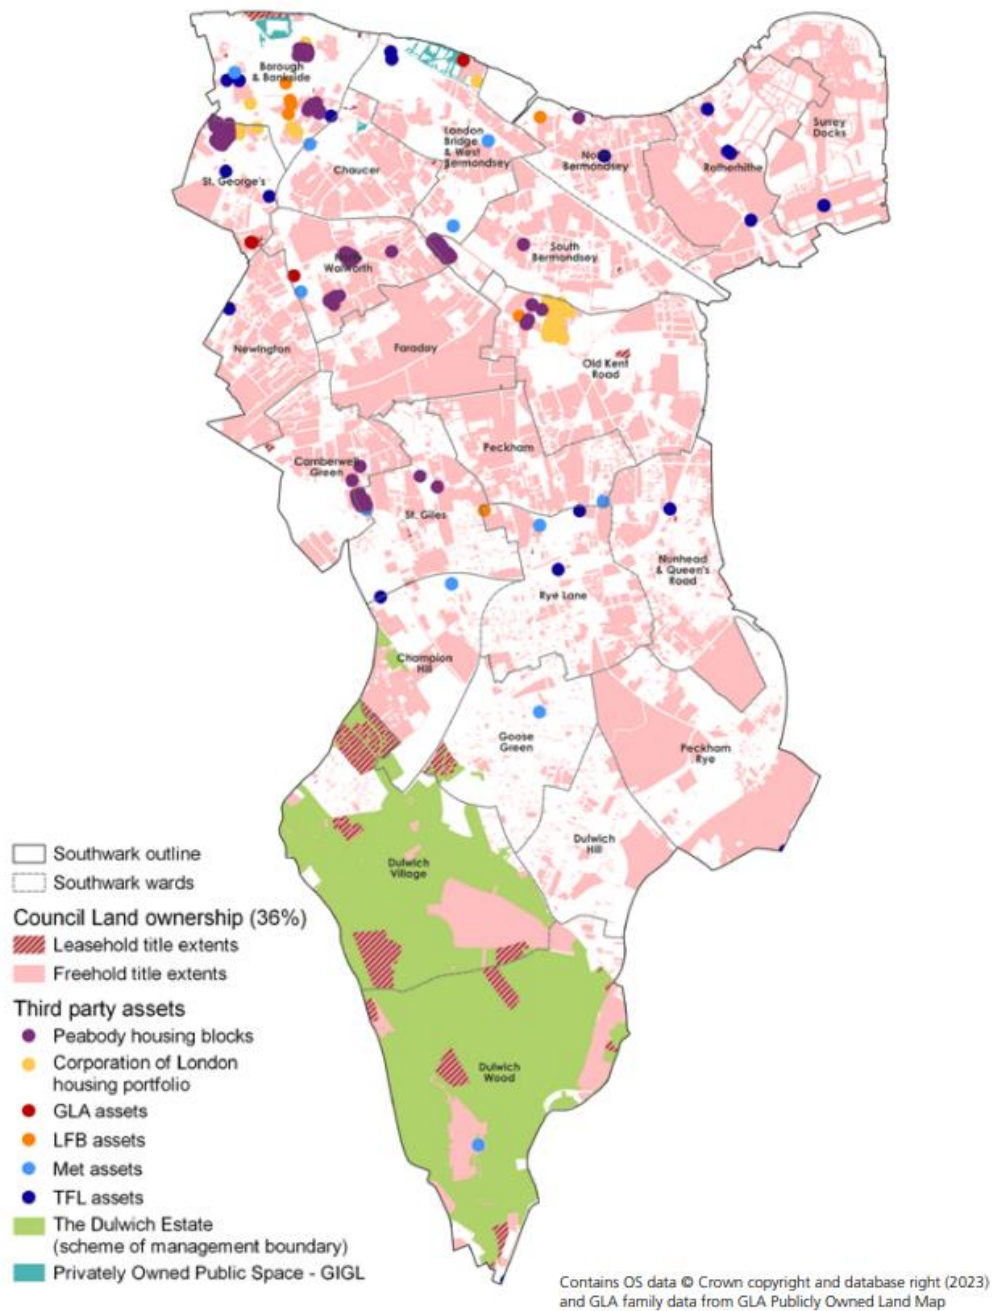 Borough
& Bankside
Surrey
Docks
London
Bridge
& West
Bermondsey
North
Bermondsey
Rotherhithe
Chaucer
St. George's
South
Bermondsey
North
Walworth
Newington
Faraday
Old Kent
Road
Peckham
Camberwell
Green
St. Giles
Nunhead
& Queen's
Road
Rye Lane
Champion
Hill
Goose
Green
Peckham
Rye
Dulwich
Hill
Dulwich
Village
Dulwich
Wood
Southwark outline
Southwark wards
Council Land ownership (36%)
Leasehold title extents
Freehold title extents
Third party assets
Peabody housing blocks
Corporation of London
housing portfolio
GLA assets
LFB assets
Met assets
TFL assets
The Dulwich Estate
(scheme of management boundary)
Privately Owned Public Space - GIGL
Contains OS data © Crown copyright and database right (2023)
and GLA family data from GLA Publicly Owned Land Map